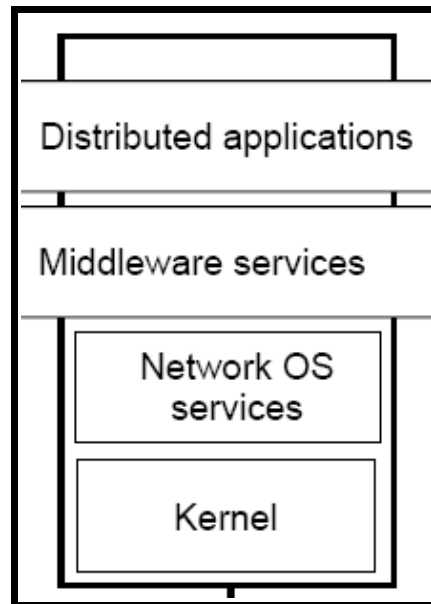 Distributed applications
Middleware services
Network OS
services
Kernel